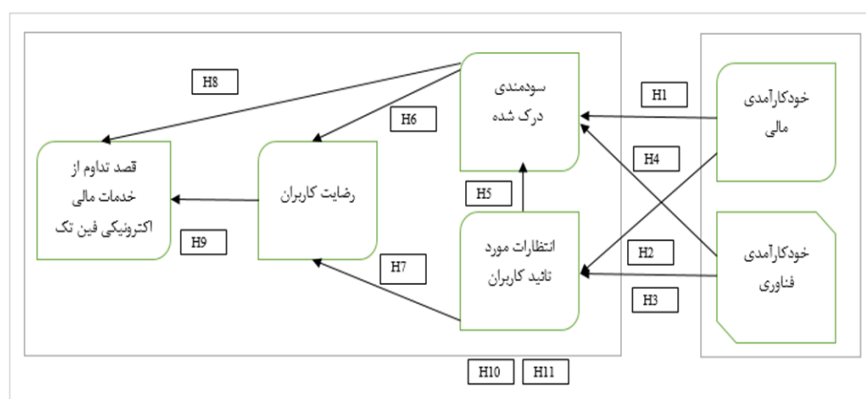 خودکارآمدی
مالی
خودکارآمدی
فناوری
H1
H4
H2
H3
سودمندی
درک شده
H5
انتظارات مورد
تائید کاربران
H8
H6
H7
رضایت کاربران
H9
قصد تداوم از
خدمات مالی
اکترونیکی فین تک
H10
H11